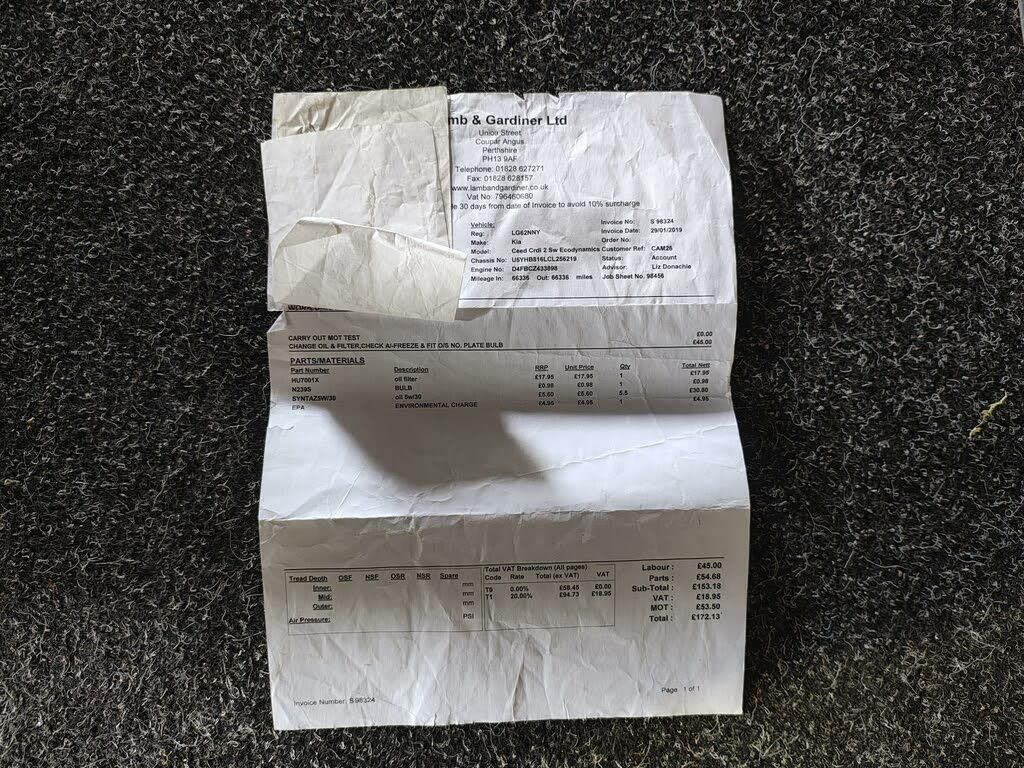 mb & Gardiner Ltd
Union Street
Coupar Angus
Perthshire
PH13 9AF
Telephone: 01828 627271
Fax: 01828 628157
www.lambandgardiner.co.uk
Vat No: 796460680
le 30 days from date of Invoice to avoid 10% surcharge
Vehicle: Invoice No: S 98324
Reg: LG62NNY Invoice Date: 29/01/2019
Make: Kia Order No:
Model: Ceed Crdi 2 Sw Ecodynamics Customer Ref: CAM26
Chassis No: U5YHB816LCL256219 Status: Account
Engine No: D4FBCZ433898 Advisor: Liz Donachie
Mileage In: 66336 Out: 66336 miles Job Sheet No. 98456
CARRY OUT MOT TEST £0.00
CHANGE OIL & FILTER,CHECK A/-FREEZE & FIT O/S NO. PLATE BULB £45.00
PARTS/MATERIALS
Part Number Description RRP Unit Price Qty Total Nett
HU7001X oil filter £17.95 £17.95 1 £17.95
N239S BULB £0.98 £0.98 1 £0.98
SYNTAZ5W/30 oil 5w/30 £5.60 £5.60 5.5 £30.80
EPA ENVIRONMENTAL CHARGE £4.95 £4.95 1 £4.95
Tread Depth OSF NSF OSR NSR Spare
Inner: mm
Mid: mm
Outer: mm
Air Pressure: PSI
Total VAT Breakdown (All pages)
Code Rate Total (ex VAT) VAT
T9 0.00% £58.45 £0.00
T1 20.00% £94.73 £18.95
Labour : £45.00
Parts : £54.68
Sub-Total : £153.18
VAT : £18.95
MOT : £53.50
Total : £172.13
Invoice Number: S 98324
Page 1 of 1